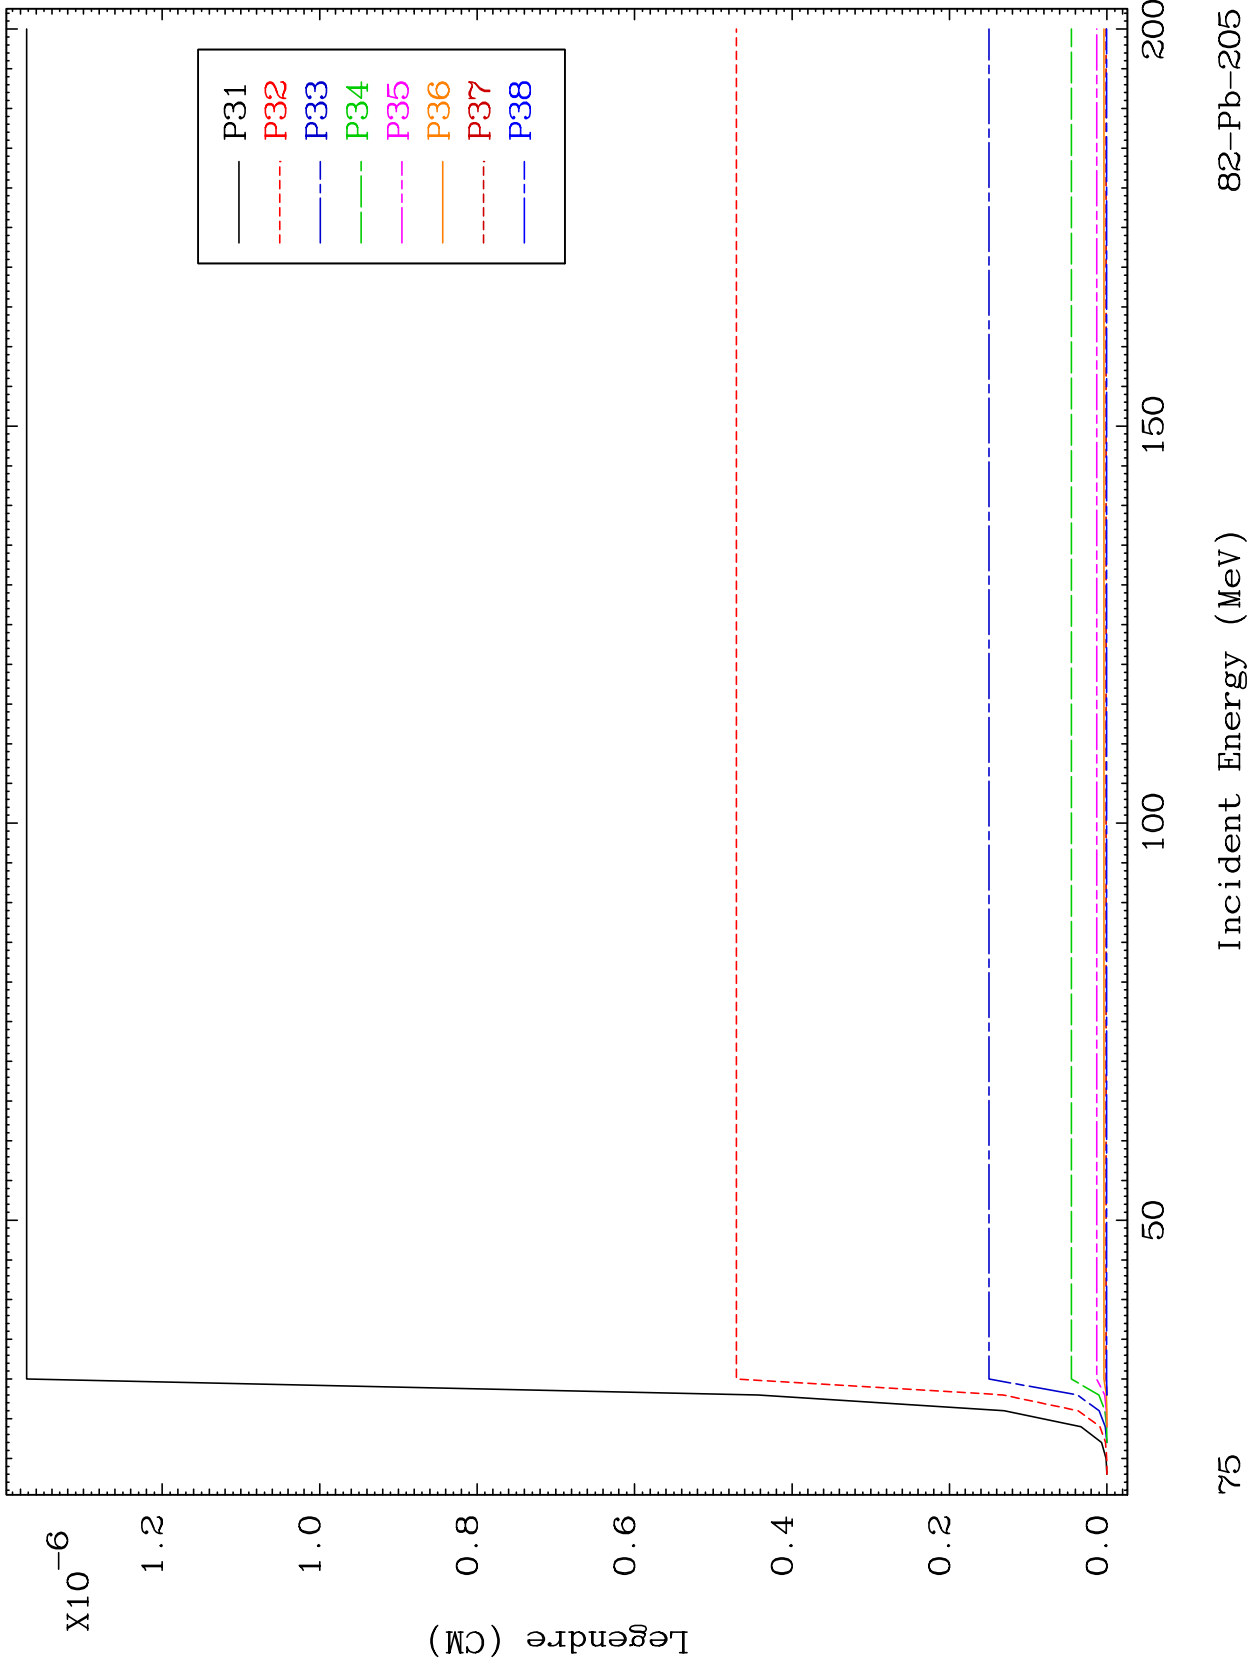 X10⁻⁶
1.2
1.0
0.8
0.6
0.4
0.2
0.0
Legendre (CM)
P31
P32
P33
P34
P35
P36
P37
P38
50
100
150
200
75
Incident Energy (MeV)
82-Pb-205